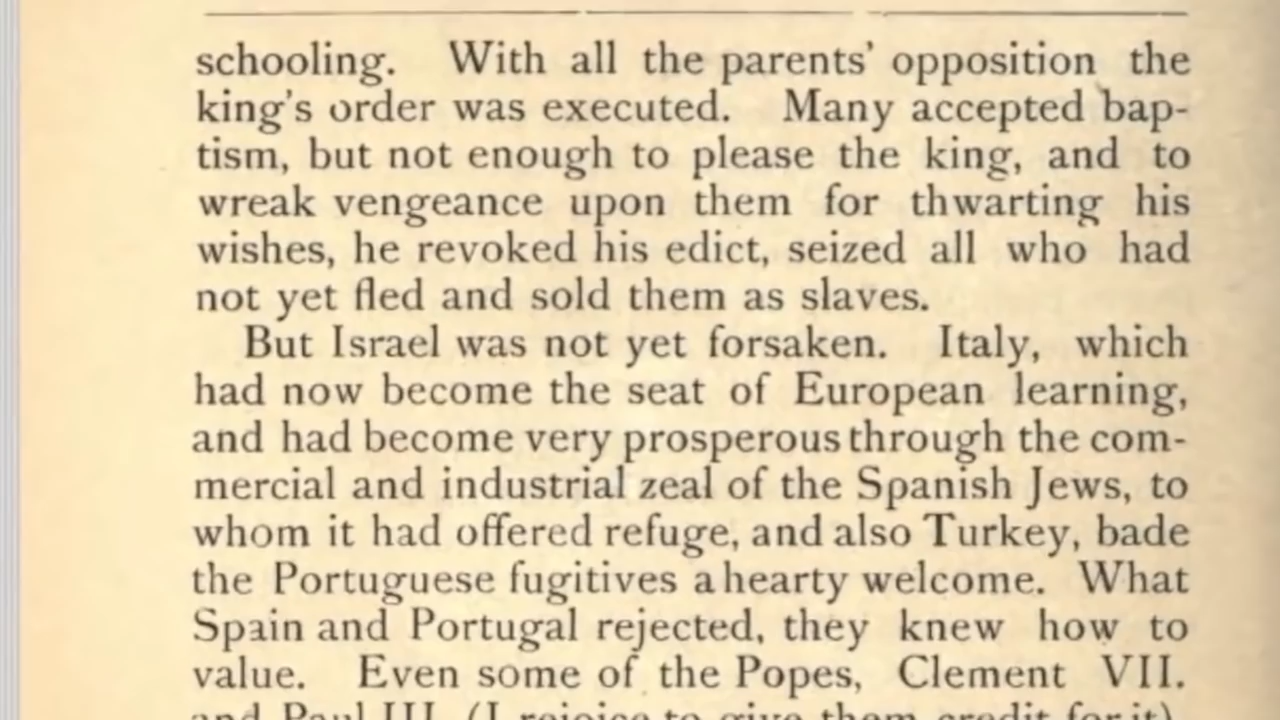 schooling. With all the parents' opposition the
king's order was executed. Many accepted bap-
tism, but not enough to please the king, and to
wreak vengeance upon them for thwarting his
wishes, he revoked his edict, seized all who had
not yet fled and sold them as slaves.
But Israel was not yet forsaken. Italy, which
had now become the seat of European learning,
and had become very prosperous through the com-
mercial and industrial zeal of the Spanish Jews, to
whom it had offered refuge, and also Turkey, bade
the Portuguese fugitives a hearty welcome. What
Spain and Portugal rejected, they knew how to
value. Even some of the Popes, Clement VII.
and Paul III. (I rejoice to give them credit for it)